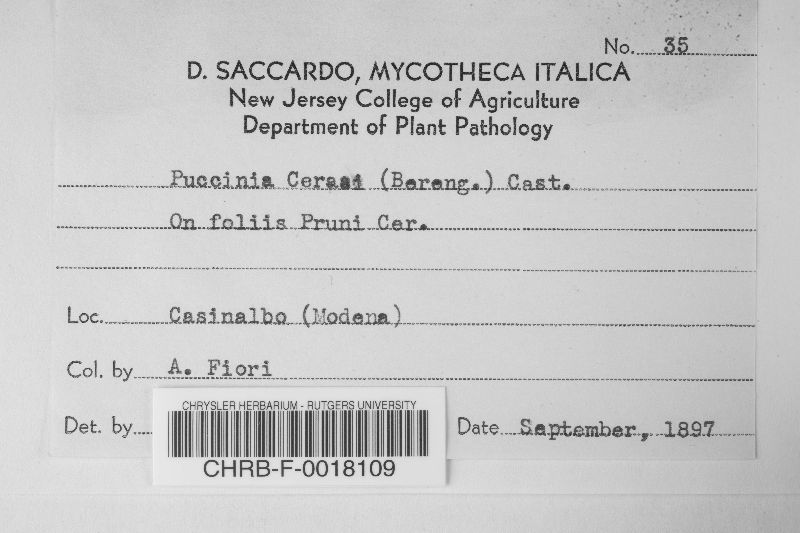 No. 35
D. SACCARDO, MYCOTHECA ITALICA
New Jersey College of Agriculture
Department of Plant Pathology
Puccinia Cerasi (Bereng.) Cast.
On foliis Pruni Cer.
Loc. Casinalbo (Modena)
Col. by A. Fiori
Det. by
Date September, 1897
CHRYSLER HERBARIUM - RUTGERS UNIVERSITY
CHRB-F-0018109